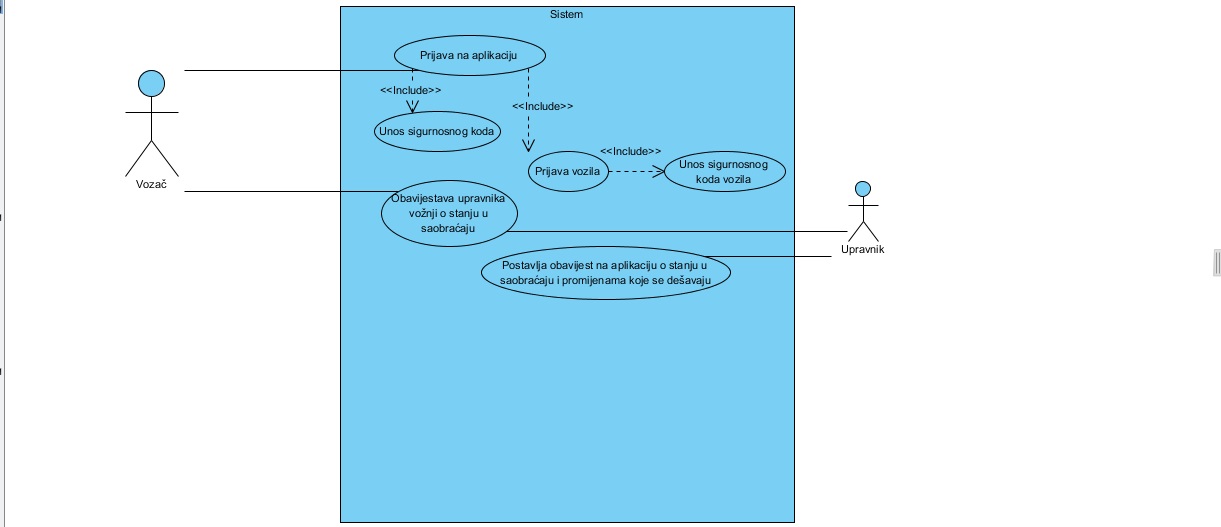 Sistem
Prijava na aplikaciju
<<Include>>
<<Include>>
Unos sigurnosnog koda
<<Include>>
Prijava vozila
Unos sigurnosnog
koda vozila
Vozač
Obavijestava upravnika
vožnji o stanju u
saobraćaju
Upravnik
Postavlja obavijest na aplikaciju o stanju u
saobraćaju i promijenama koje se dešavaju